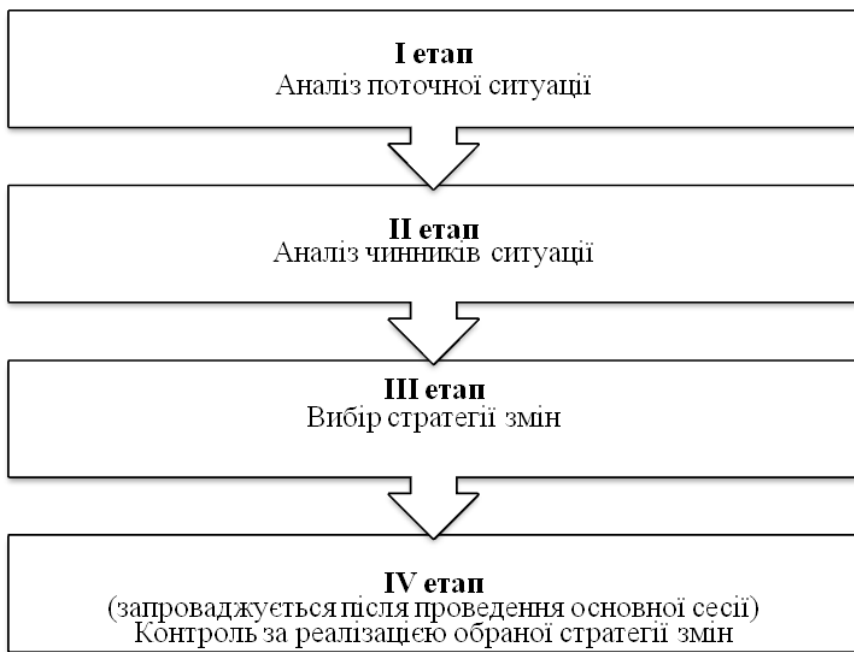 I етап
Аналіз поточної ситуації
II етап
Аналіз чинників ситуації
III етап
Вибір стратегії змін
IV етап
(запроваджується після проведення основної сесії)
Контроль за реалізацією обраної стратегії змін